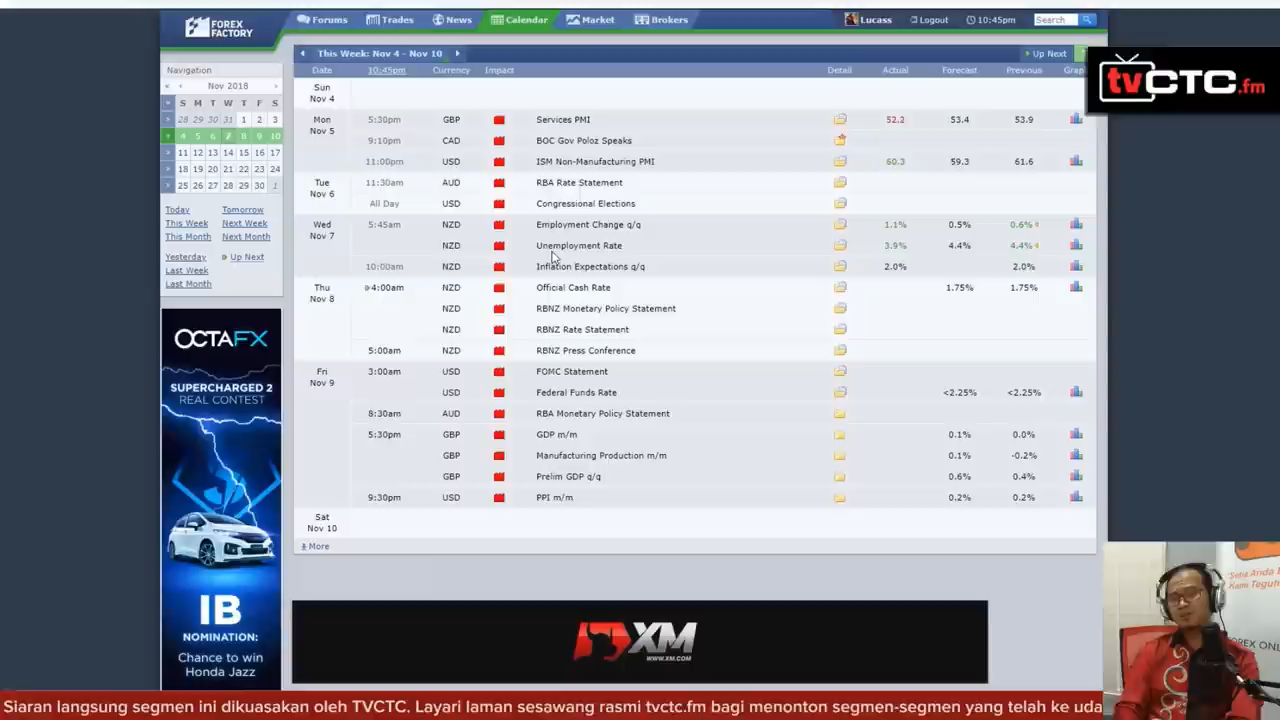 FOREX FACTORY
Forums Trades News Calendar Market Brokers Lucass Logout 10:45pm Search
tvCTC.fm
Navigation
« ‹ Nov 2018 ›
S M T W T F S
28 29 30 31 1 2 3
4 5 6 7 8 9 10
11 12 13 14 15 16 17
18 19 20 21 22 23 24
25 26 27 28 29 30 1
Today Tomorrow
This Week Next Week
This Month Next Month
Yesterday Up Next
Last Week
Last Month
This Week: Nov 4 - Nov 10 Up Next
Date 10:45pm Currency Impact Detail Actual Forecast Previous Grap
Sun Nov 4
Mon Nov 5 5:30pm GBP Services PMI 52.2 53.4 53.9
9:10pm CAD BOC Gov Poloz Speaks
11:00pm USD ISM Non-Manufacturing PMI 60.3 59.3 61.6
Tue Nov 6 11:30am AUD RBA Rate Statement
All Day USD Congressional Elections
Wed Nov 7 5:45am NZD Employment Change q/q 1.1% 0.5% 0.6%
NZD Unemployment Rate 3.9% 4.4% 4.4%
10:00am NZD Inflation Expectations q/q 2.0% 2.0%
Thu Nov 8 4:00am NZD Official Cash Rate 1.75% 1.75%
NZD RBNZ Monetary Policy Statement
NZD RBNZ Rate Statement
5:00am NZD RBNZ Press Conference
Fri Nov 9 3:00am USD FOMC Statement
USD Federal Funds Rate <2.25% <2.25%
8:30am AUD RBA Monetary Policy Statement
5:30pm GBP GDP m/m 0.1% 0.0%
GBP Manufacturing Production m/m 0.1% -0.2%
GBP Prelim GDP q/q 0.6% 0.4%
9:30pm USD PPI m/m 0.2% 0.2%
Sat Nov 10
More
OCTAFX
SUPERCHARGED 2
REAL CONTEST
IB
NOMINATION:
Chance to win
Honda Jazz
XM
WWW.XM.COM
FOREX ONL
Siaran langsung segmen ini dikuasakan oleh TVCTC. Layari laman sesawang rasmi tvctc.fm bagi menonton segmen-segmen yang telah ke uda